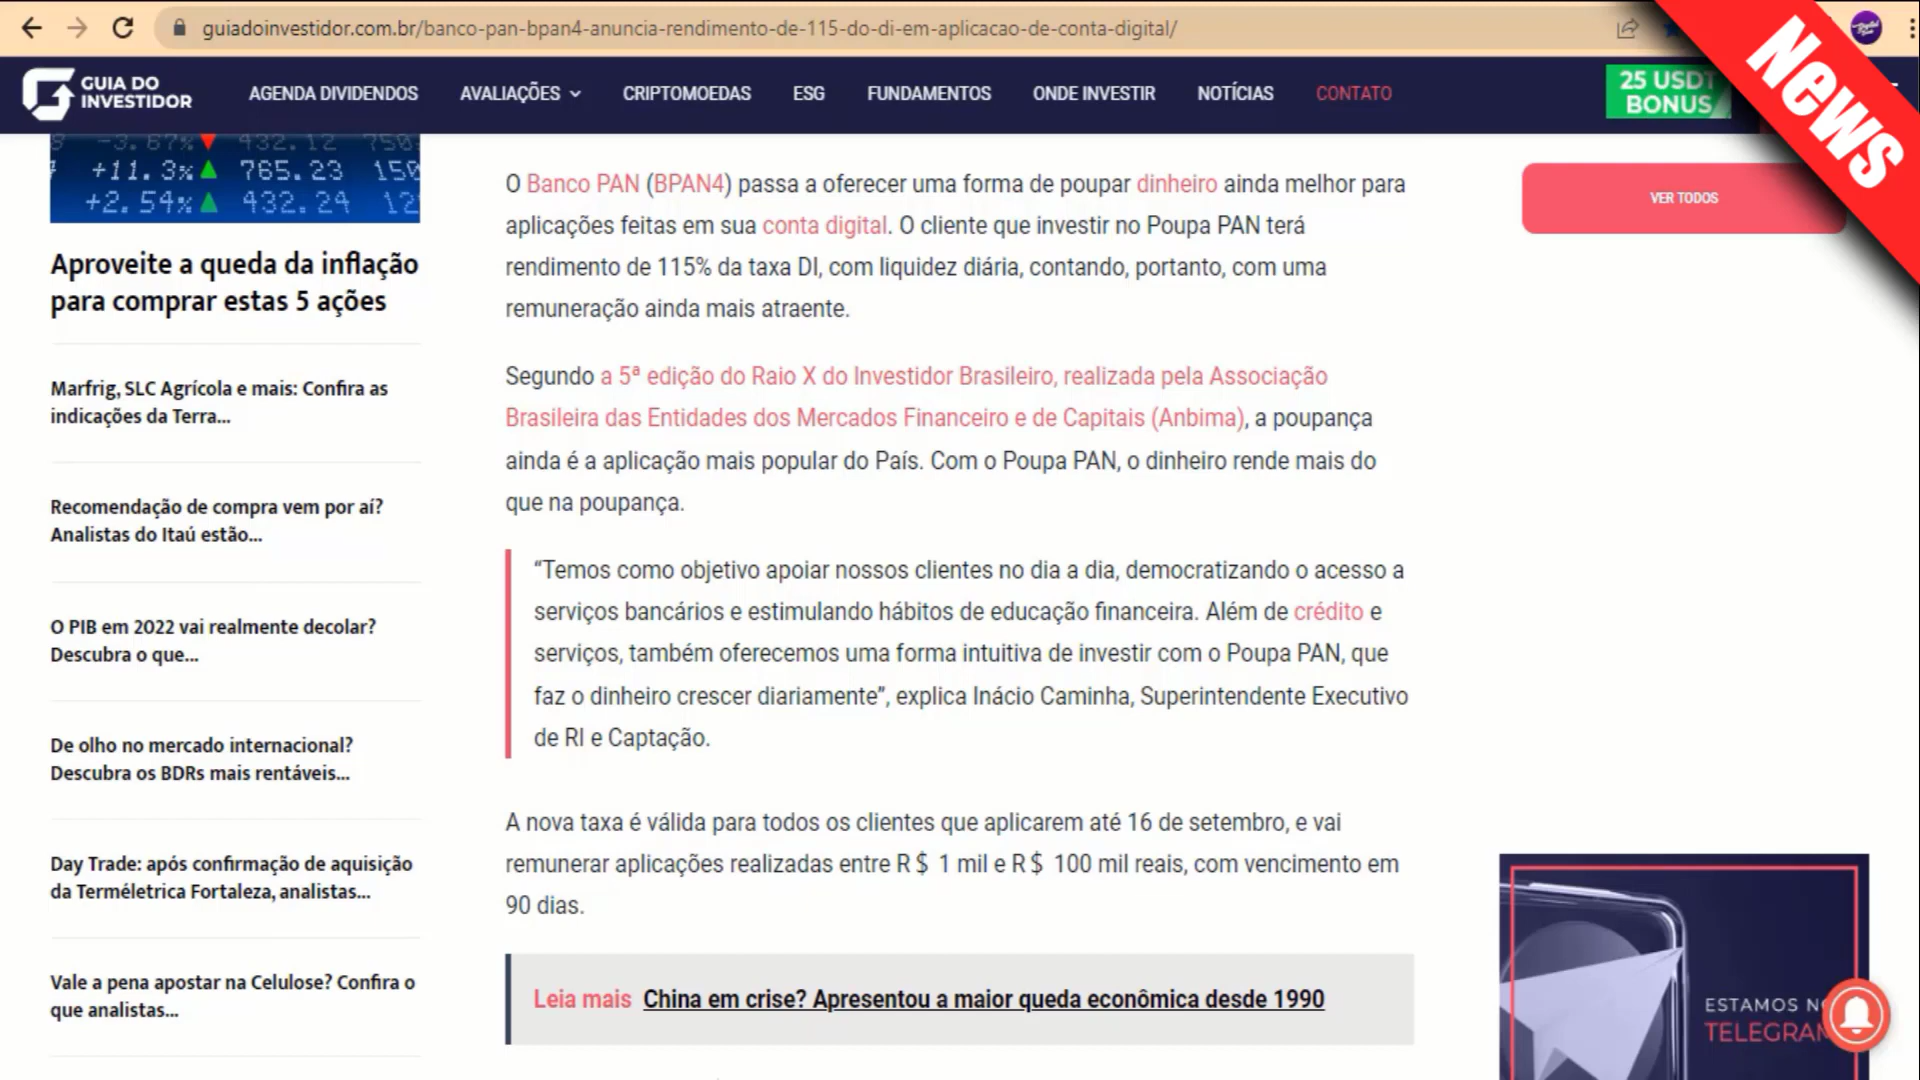 guiadoinvestidor.com.br/banco-pan-bpan4-anuncia-rendimento-de-115-do-di-em-aplicacao-de-conta-digital/
News
GUIA DO
INVESTIDOR
AGENDA DIVIDENDOS
AVALIAÇÕES
CRIPTOMOEDAS
ESG
FUNDAMENTOS
ONDE INVESTIR
NOTÍCIAS
CONTATO
25 USDT
BONUS
-3.67% 432.12 750
+11.3% 765.23 150
+2.54% 432.24 12
Aproveite a queda da inflação
para comprar estas 5 ações
Marfrig, SLC Agrícola e mais: Confira as
indicações da Terra...
Recomendação de compra vem por aí?
Analistas do Itaú estão...
O PIB em 2022 vai realmente decolar?
Descubra o que...
De olho no mercado internacional?
Descubra os BDRs mais rentáveis...
Day Trade: após confirmação de aquisição
da Terméletrica Fortaleza, analistas...
Vale a pena apostar na Celulose? Confira o
que analistas...
O Banco PAN (BPAN4) passa a oferecer uma forma de poupar dinheiro ainda melhor para
aplicações feitas em sua conta digital. O cliente que investir no Poupa PAN terá
rendimento de 115% da taxa DI, com liquidez diária, contando, portanto, com uma
remuneração ainda mais atraente.
Segundo a 5ª edição do Raio X do Investidor Brasileiro, realizada pela Associação
Brasileira das Entidades dos Mercados Financeiro e de Capitais (Anbima), a poupança
ainda é a aplicação mais popular do País. Com o Poupa PAN, o dinheiro rende mais do
que na poupança.
“Temos como objetivo apoiar nossos clientes no dia a dia, democratizando o acesso a
serviços bancários e estimulando hábitos de educação financeira. Além de crédito e
serviços, também oferecemos uma forma intuitiva de investir com o Poupa PAN, que
faz o dinheiro crescer diariamente”, explica Inácio Caminha, Superintendente Executivo
de RI e Captação.
A nova taxa é válida para todos os clientes que aplicarem até 16 de setembro, e vai
remunerar aplicações realizadas entre R$ 1 mil e R$ 100 mil reais, com vencimento em
90 dias.
Leia mais China em crise? Apresentou a maior queda econômica desde 1990
VER TODOS
ESTAMOS NO
TELEGRAM